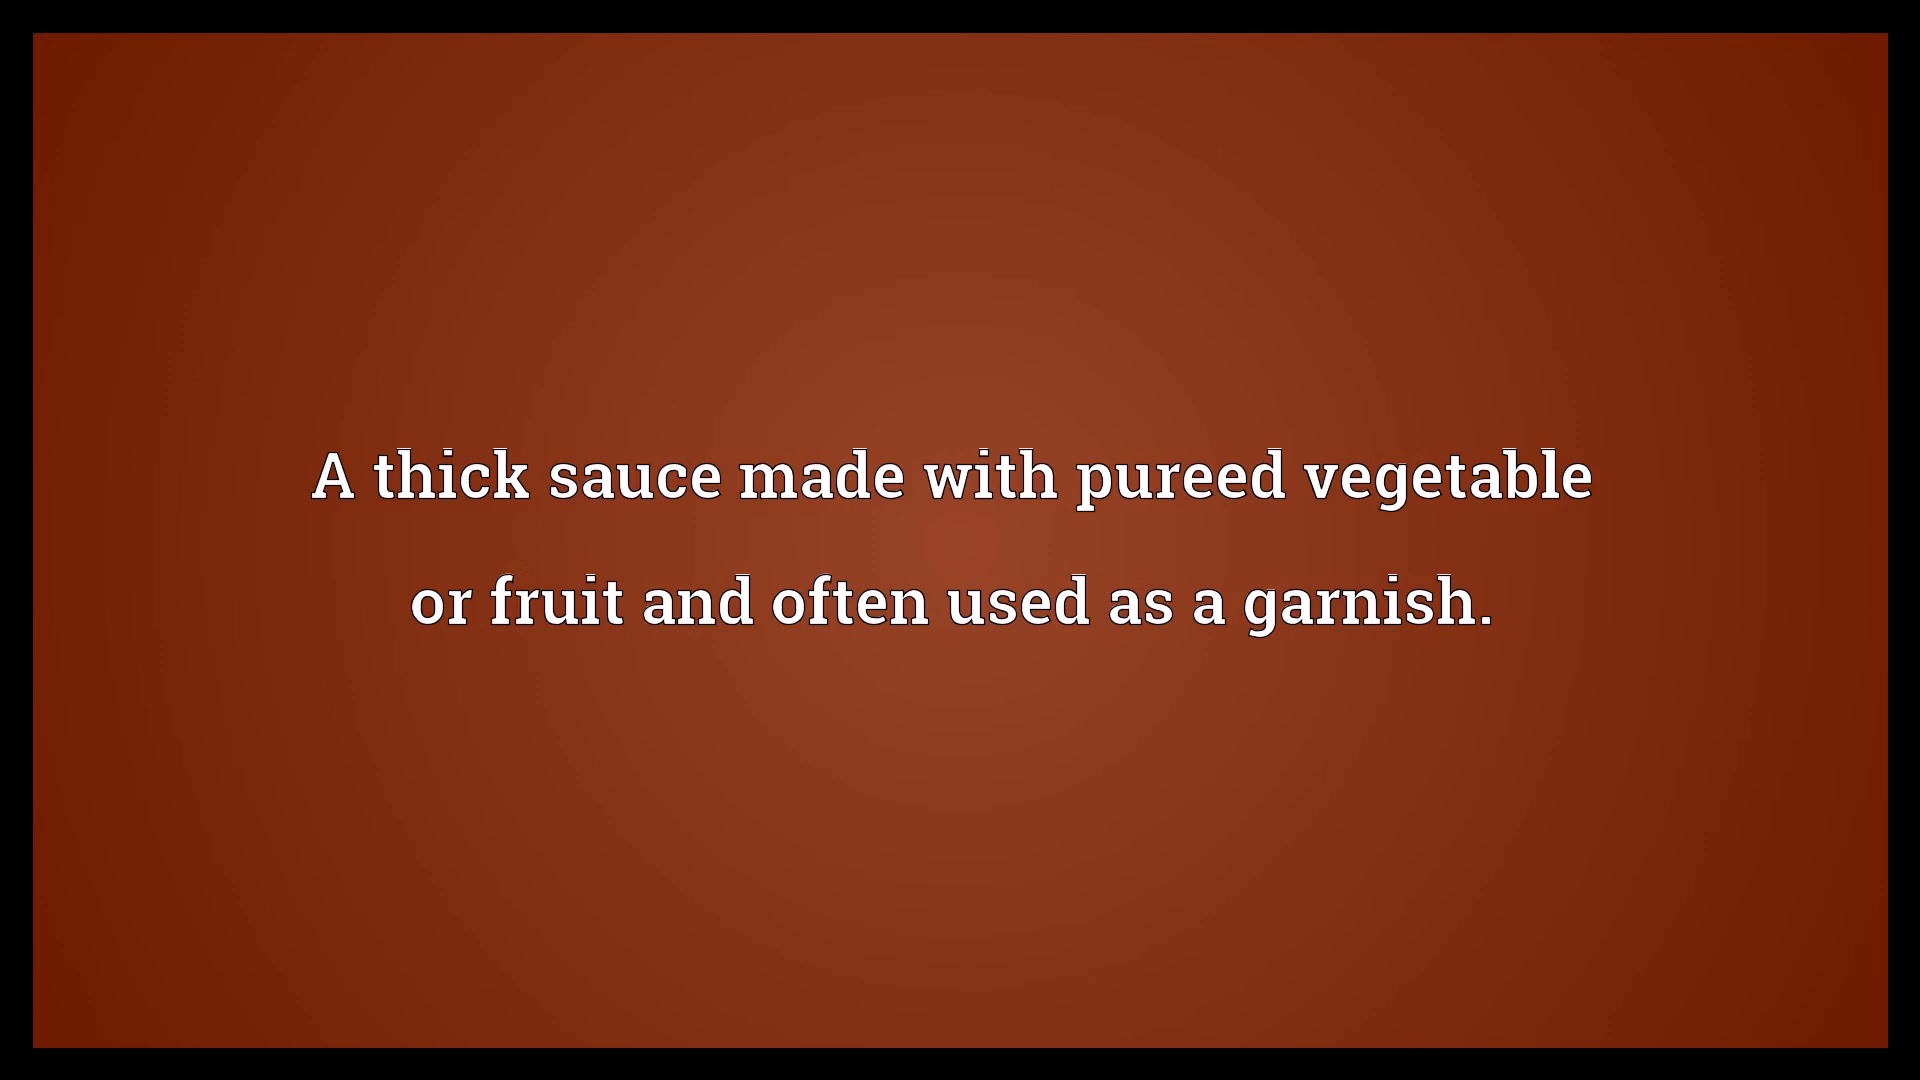 A thick sauce made with pureed vegetable
or fruit and often used as a garnish.